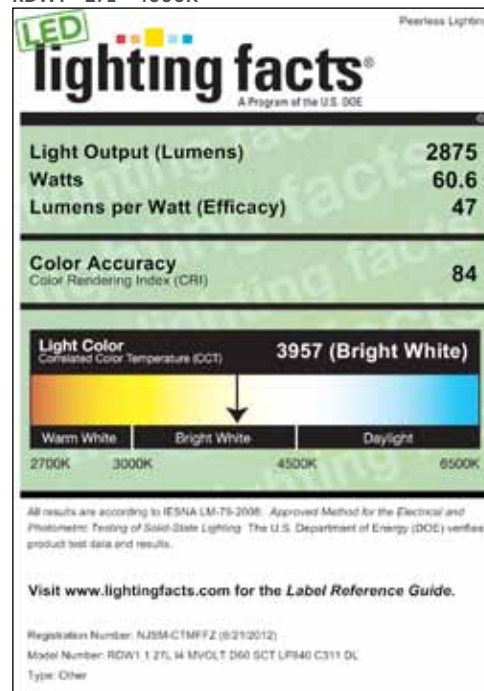 RDW1 27L 4000K
LED
Peerless Lighting
lighting facts®
A Program of the U.S. DOE
Light Output (Lumens) 2875
Watts 60.6
Lumens per Watt (Efficacy) 47
Color Accuracy 84
Color Rendering Index (CRI)
Light Color 3957 (Bright White)
Correlated Color Temperature (CCT)
Warm White Bright White Daylight
2700K 3000K 4500K 6500K
All results are according to IESNA LM-79-2008: Approved Method for the Electrical and
Photometric Testing of Solid-State Lighting. The U.S. Department of Energy (DOE) verifies
product test data and results.
Visit www.lightingfacts.com for the Label Reference Guide.
Registration Number: NJSM-CTMFFZ (6/21/2012)
Model Number: RDW1 1 27L I4 MVOLT D60 SCT LP840 C311 DL
Type: Other